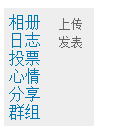 相册 上传
日志 发表
投票
心情
分享
群组